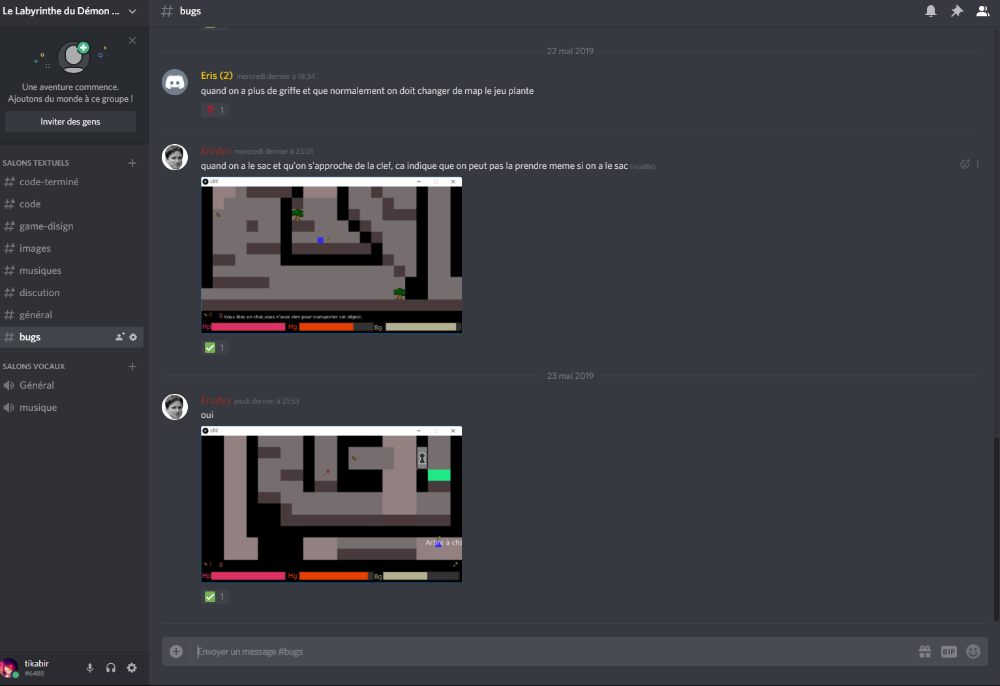 Le Labyrinthe du Démon ...
Une aventure commence.
Ajoutons du monde à ce groupe !
Inviter des gens
SALONS TEXTUELS
code-terminé
code
game-disign
images
musiques
discution
général
bugs
SALONS VOCAUX
Général
musique
tikabir
#6488
bugs
22 mai 2019
Eris (2) mercredi dernier à 18:34
quand on a plus de griffe et que normalement on doit changer de map le jeu plante
1
Erudyx mercredi dernier à 23:01
quand on a le sac et qu'on s'approche de la clef, ca indique que on peut pas la prendre meme si on a le sac (modifié)
LDC
0 Vous êtes un chat,vous n'avez rien pour transporter cet object.
Hp Hg Bg
1
23 mai 2019
Erudyx jeudi dernier à 21:53
oui
LDC
Arbre à cha
1
Hp Hg Bg
1
Envoyer un message #bugs
GIF